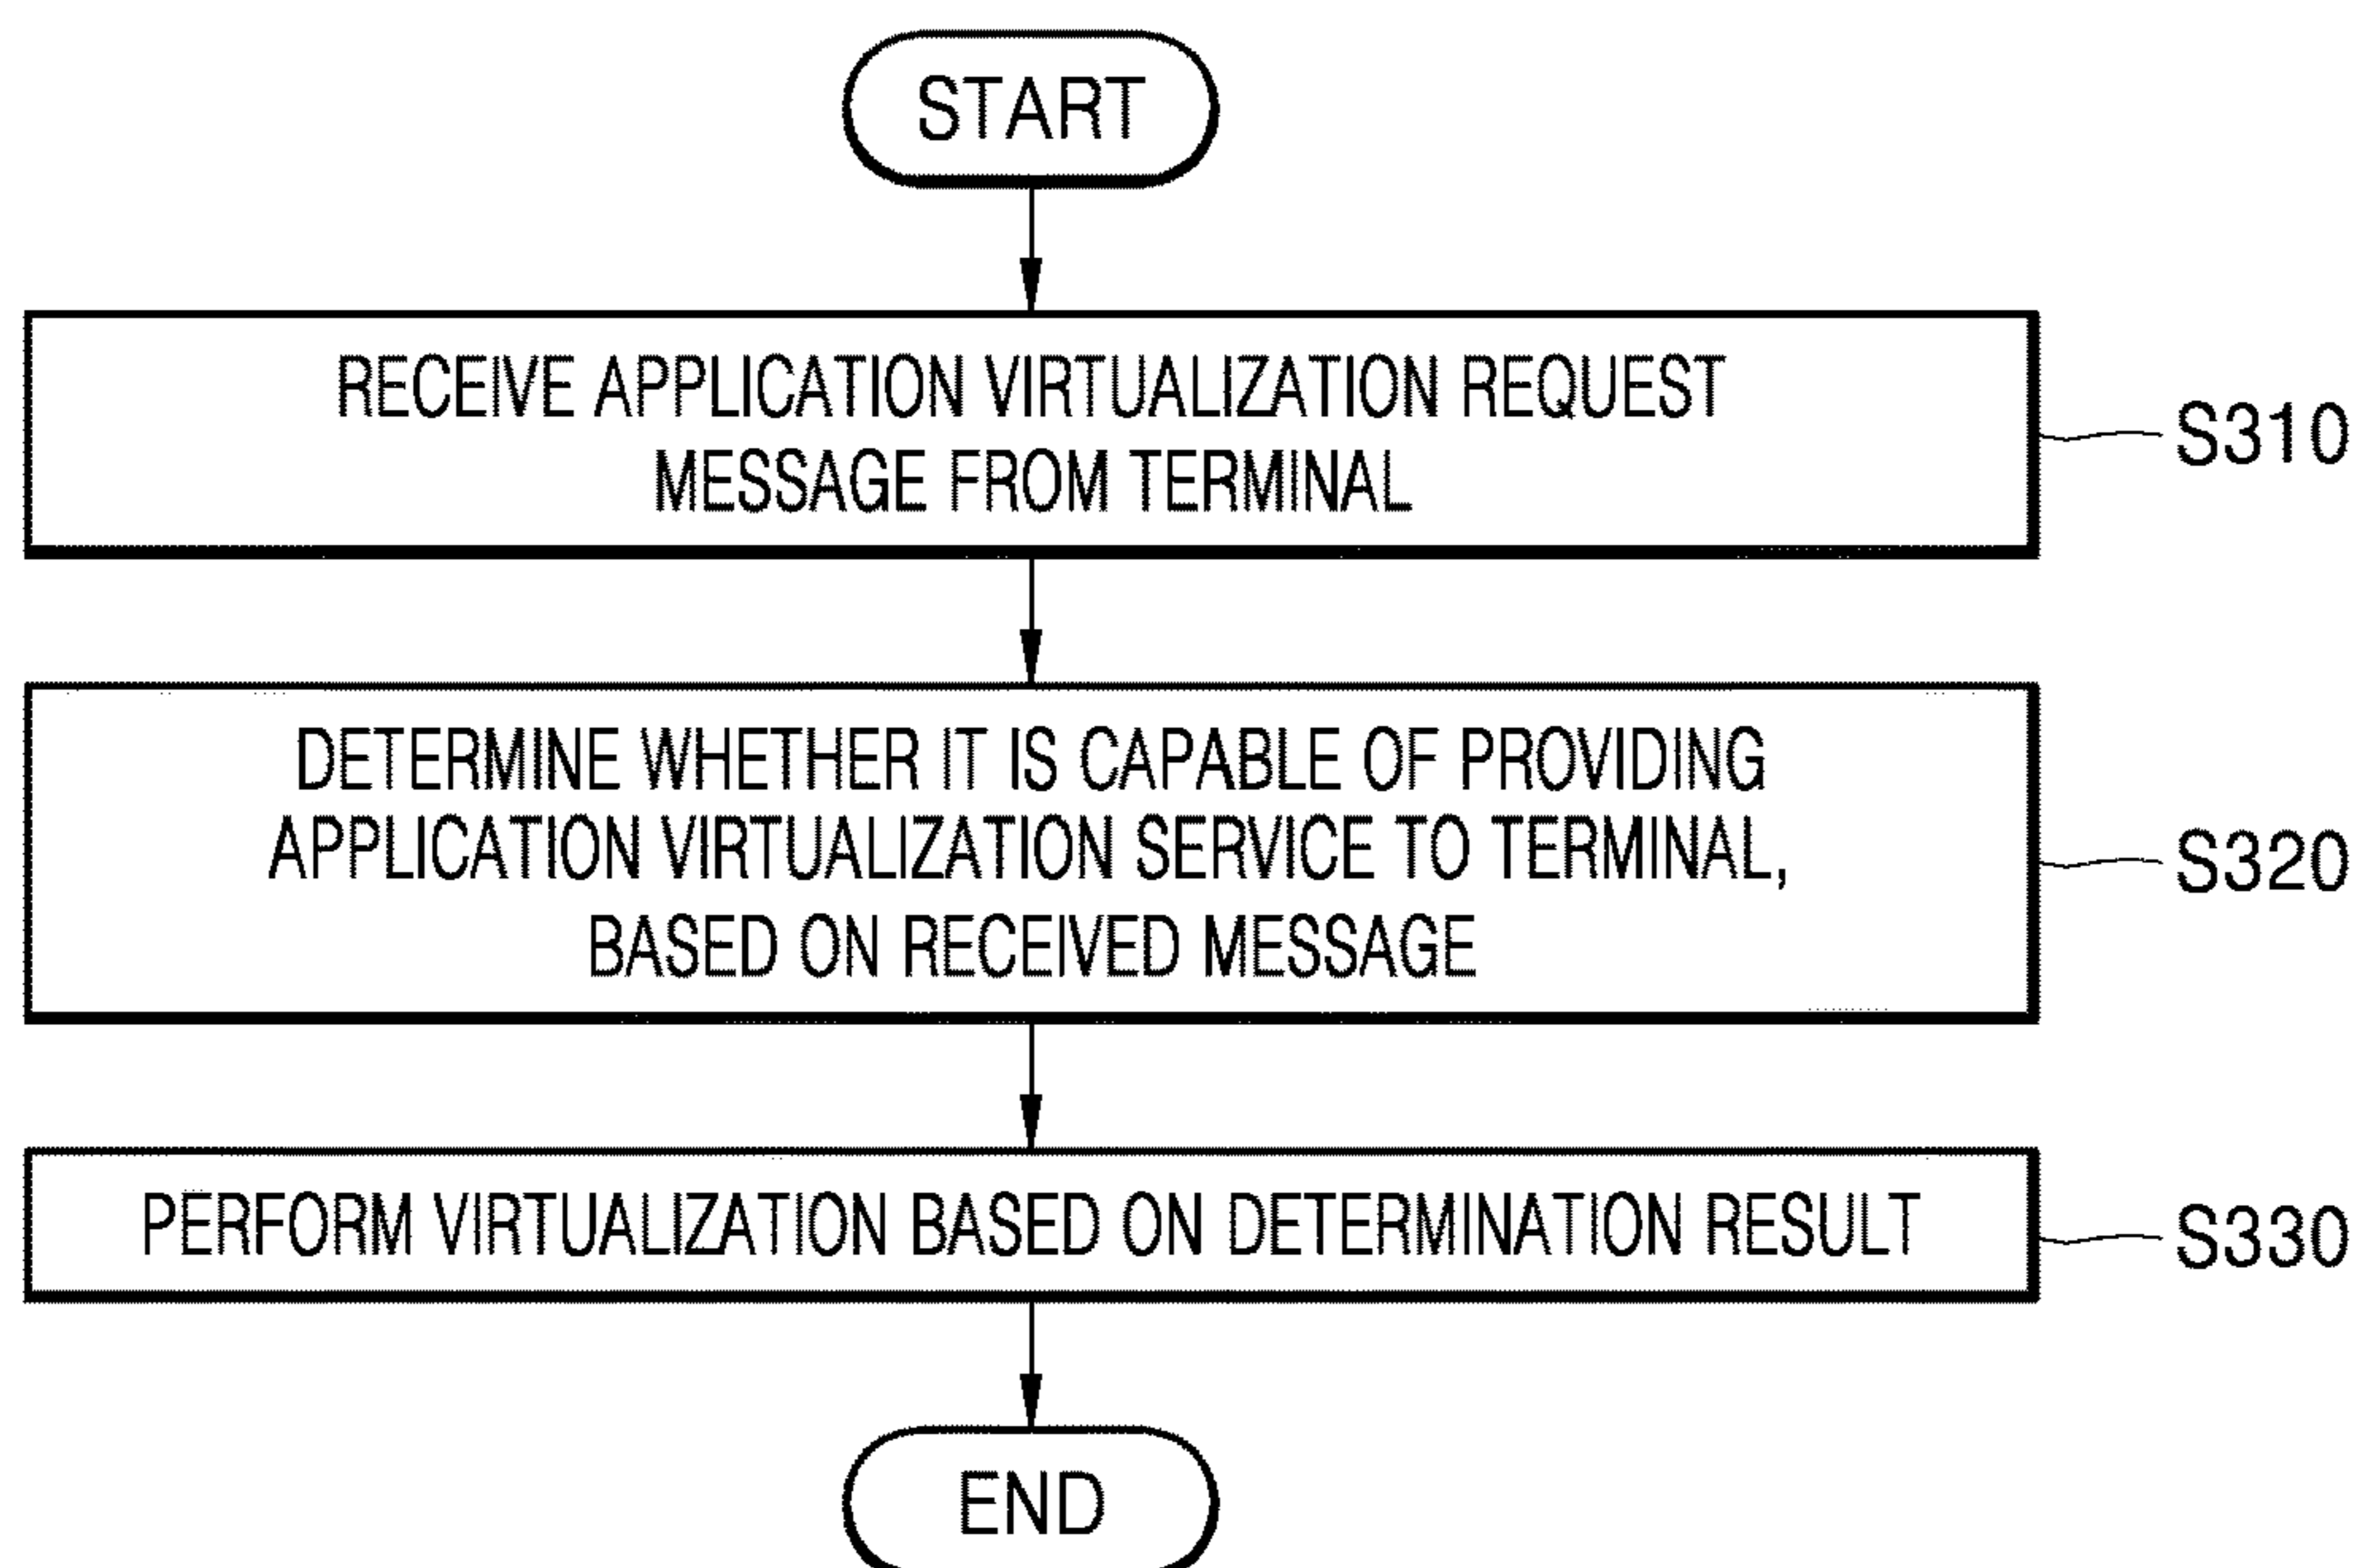 START
RECEIVE APPLICATION VIRTUALIZATION REQUEST
MESSAGE FROM TERMINAL
S310
DETERMINE WHETHER IT IS CAPABLE OF PROVIDING
APPLICATION VIRTUALIZATION SERVICE TO TERMINAL,
BASED ON RECEIVED MESSAGE
S320
PERFORM VIRTUALIZATION BASED ON DETERMINATION RESULT
S330
END